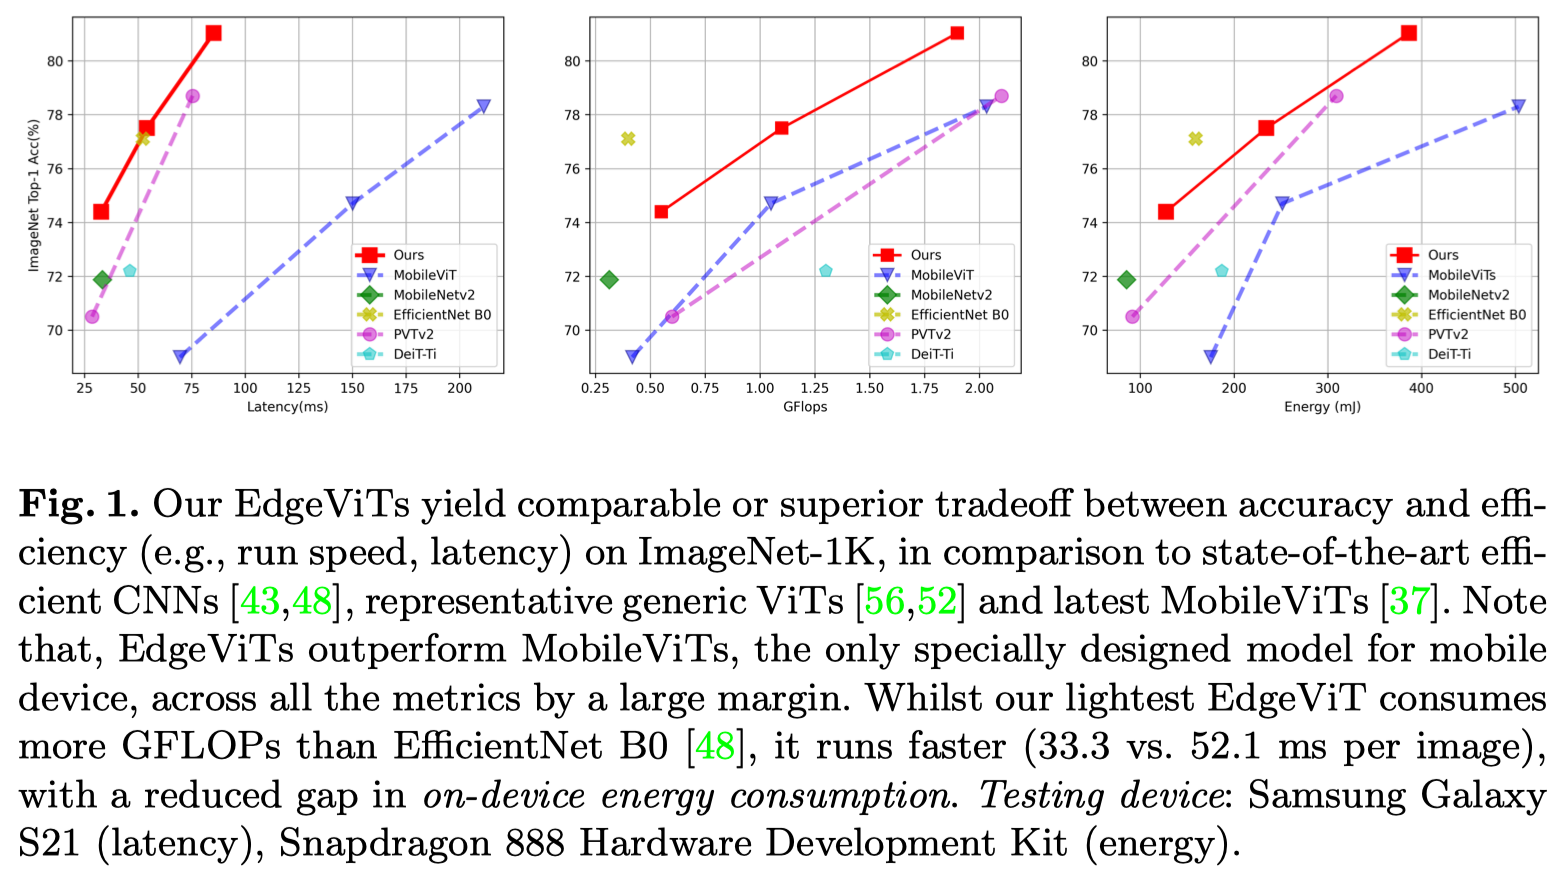 ImageNet Top-1 Acc(%)
80
78
76
74
72
70
25 50 75 100 125 150 175 200
Latency(ms)
Ours
MobileViT
MobileNetv2
EfficientNet B0
PVTv2
DeiT-Ti
80
78
76
74
72
70
0.25 0.50 0.75 1.00 1.25 1.50 1.75 2.00
GFlops
Ours
MobileViT
MobileNetv2
EfficientNet B0
PVTv2
DeiT-Ti
80
78
76
74
72
70
100 200 300 400 500
Energy (mJ)
Ours
MobileViTs
MobileNetv2
EfficientNet B0
PVTv2
DeiT-Ti
Fig. 1. Our EdgeViTs yield comparable or superior tradeoff between accuracy and effi-
ciency (e.g., run speed, latency) on ImageNet-1K, in comparison to state-of-the-art effi-
cient CNNs [43,48], representative generic ViTs [56,52] and latest MobileViTs [37]. Note
that, EdgeViTs outperform MobileViTs, the only specially designed model for mobile
device, across all the metrics by a large margin. Whilst our lightest EdgeViT consumes
more GFLOPs than EfficientNet B0 [48], it runs faster (33.3 vs. 52.1 ms per image),
with a reduced gap in on-device energy consumption. Testing device: Samsung Galaxy
S21 (latency), Snapdragon 888 Hardware Development Kit (energy).